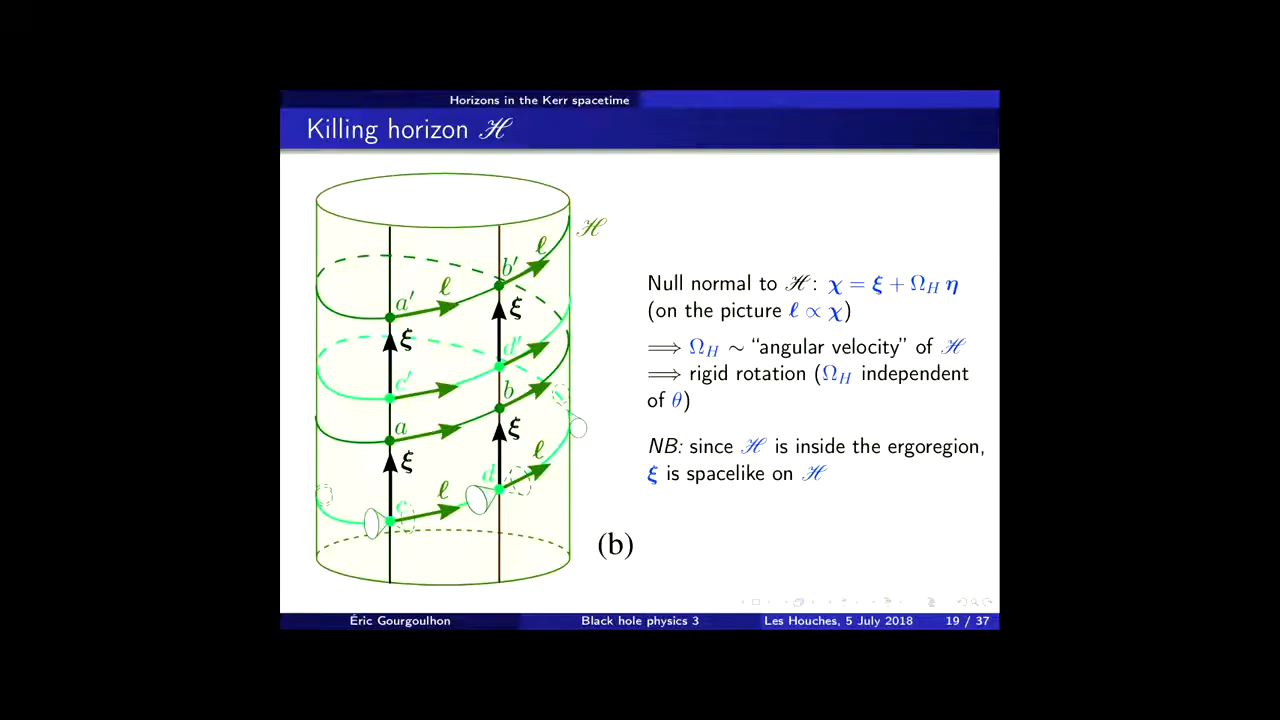 Horizons in the Kerr spacetime
Killing horizon ℋ
ℋ
ℓ
b′
ℓ
a′
ξ
ξ
d′
c′
b
a
ξ
ξ
ℓ
d
ℓ
c
(b)
Null normal to ℋ: χ = ξ + Ω_H η
(on the picture ℓ ∝ χ)
⟹ Ω_H ∼ “angular velocity” of ℋ
⟹ rigid rotation (Ω_H independent
of θ)
NB: since ℋ is inside the ergoregion,
ξ is spacelike on ℋ
Éric Gourgoulhon
Black hole physics 3
Les Houches, 5 July 2018
19 / 37